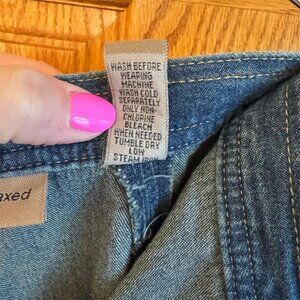 WASH BEFORE
WEARING
MACHINE
WASH COLD
SEPARATELY
ONLY NON-
CHLORINE
BLEACH
WHEN NEEDED
TUMBLE DRY
LOW
STEAM IRON
axed